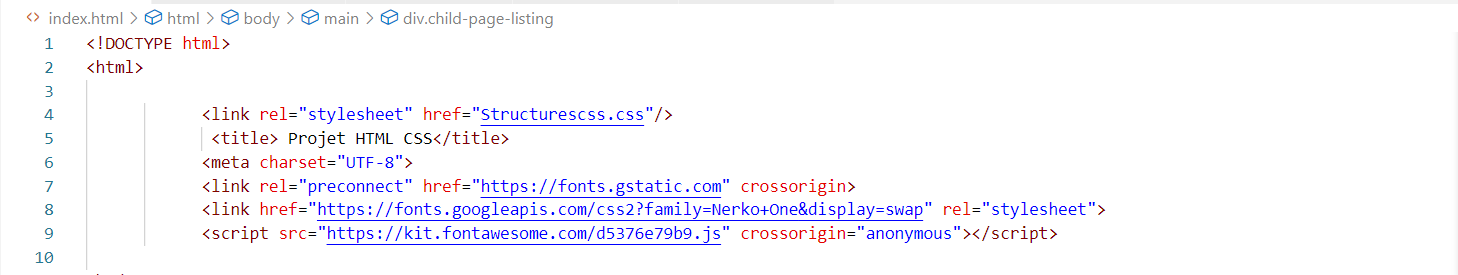 index.html > html > body > main > div.child-page-listing
1 <!DOCTYPE html>
2 <html>
3
4 <link rel="stylesheet" href="Structurescss.css"/>
5 <title> Projet HTML CSS</title>
6 <meta charset="UTF-8">
7 <link rel="preconnect" href="https://fonts.gstatic.com" crossorigin>
8 <link href="https://fonts.googleapis.com/css2?family=Nerko+One&display=swap" rel="stylesheet">
9 <script src="https://kit.fontawesome.com/d5376e79b9.js" crossorigin="anonymous"></script>
10